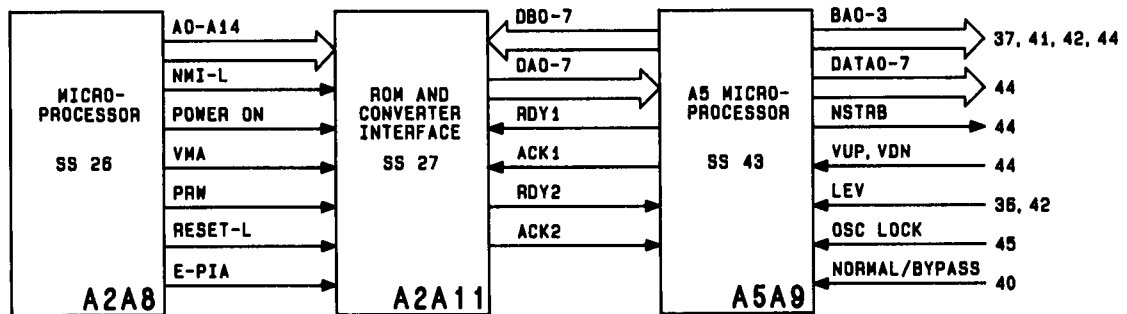 A0-A14
NMI-L
POWER ON
VMA
PRW
RESET-L
E-PIA
MICRO-
PROCESSOR
SS 26
A2A8
ROM AND
CONVERTER
INTERFACE
SS 27
A2A11
DB0-7
DA0-7
RDY1
ACK1
RDY2
ACK2
A5 MICRO-
PROCESSOR
SS 43
A5A9
BA0-3
37, 41, 42, 44
DATA0-7
44
NSTRB
44
VUP, VDN
44
LEV
36, 42
OSC LOCK
45
NORMAL/BYPASS
40